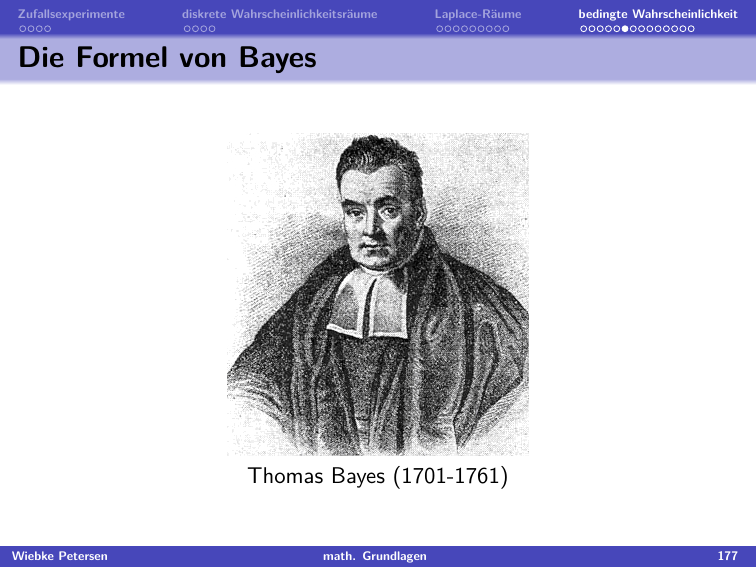 Zufallsexperimente diskrete Wahrscheinlichkeitsräume Laplace-Räume bedingte Wahrscheinlichkeit
Die Formel von Bayes
Thomas Bayes (1701-1761)
Wiebke Petersen math. Grundlagen 177